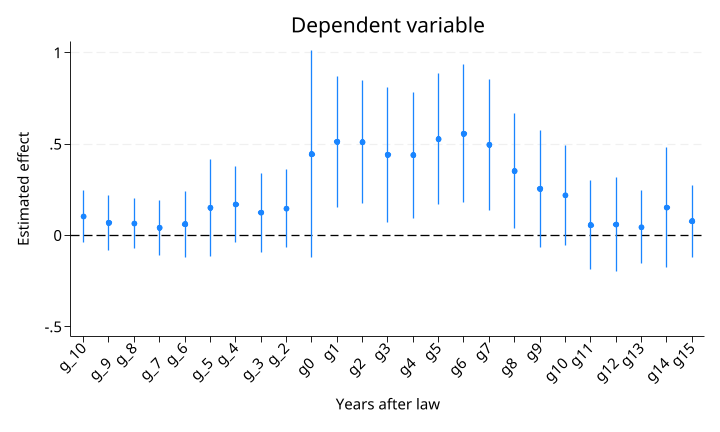 Dependent variable
Estimated effect
1
.5
0
-.5
g_10 g_9 g_8 g_7 g_6 g_5 g_4 g_3 g_2 g0 g1 g2 g3 g4 g5 g6 g7 g8 g9 g10 g11 g12 g13 g14 g15
Years after law